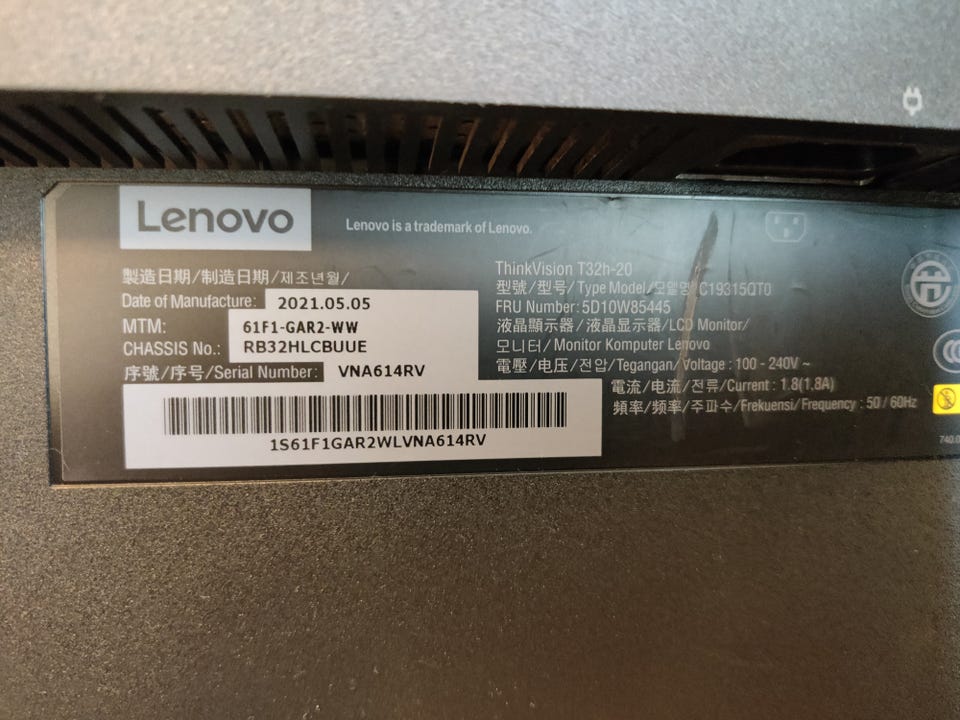 Lenovo
Lenovo is a trademark of Lenovo.
製造日期/制造日期/제조년월/
Date of Manufacture: 2021.05.05
MTM: 61F1-GAR2-WW
CHASSIS No.: RB32HLCBUUE
序號/序号/Serial Number: VNA614RV
1S61F1GAR2WLVNA614RV
ThinkVision T32h-20
型號/型号/Type Model/모델명 C19315QT0
FRU Number: 5D10W85445
液晶顯示器/液晶显示器/LCD Monitor/
모니터/Monitor Komputer Lenovo
電壓/电压/전압/Tegangan/Voltage : 100 - 240V ~
電流/电流/전류/Current : 1.8(1.8A)
頻率/频率/주파수/Frekuensi/Frequency : 50 / 60Hz
740.0